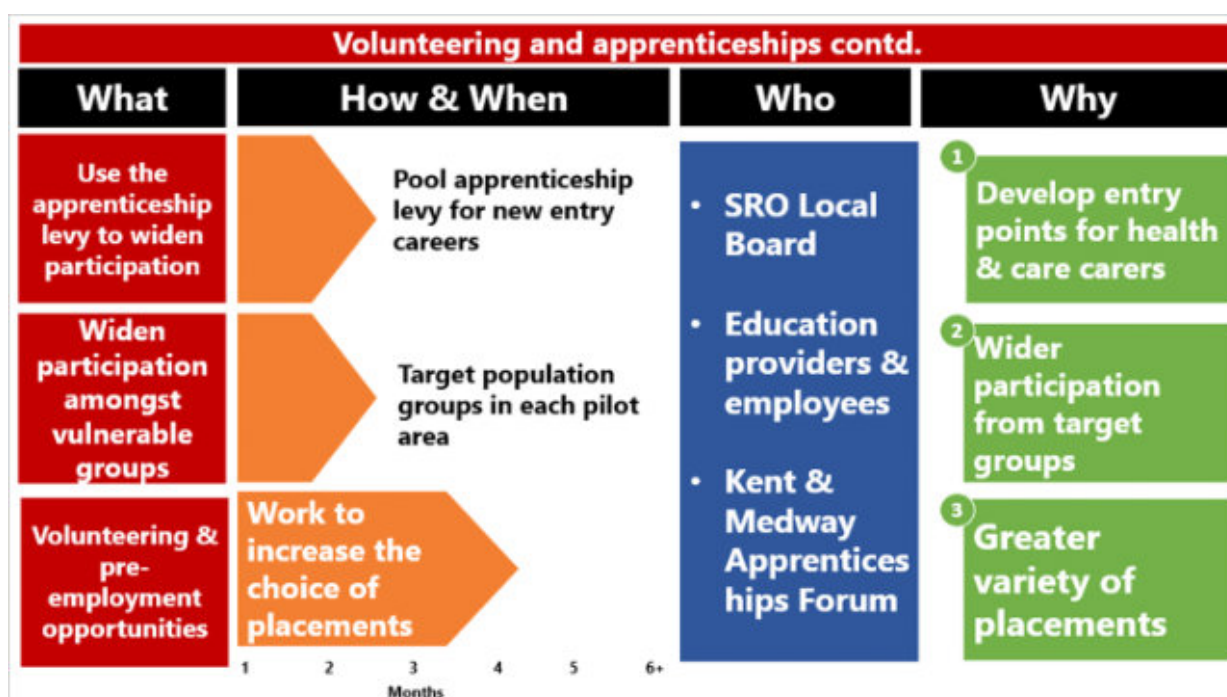 Volunteering and apprenticeships contd.
What
How & When
Who
Why
Use the
apprenticeship
levy to widen
participation
Pool apprenticeship
levy for new entry
careers
Widen
participation
amongst
vulnerable
groups
Target population
groups in each pilot
area
Volunteering &
pre-
employment
opportunities
Work to
increase the
choice of
placements
1 2 3 4 5 6+
Months
• SRO Local
Board
• Education
providers &
employees
• Kent &
Medway
Apprentices
hips Forum
1
Develop entry
points for health
& care carers
2
Wider
participation
from target
groups
3
Greater
variety of
placements